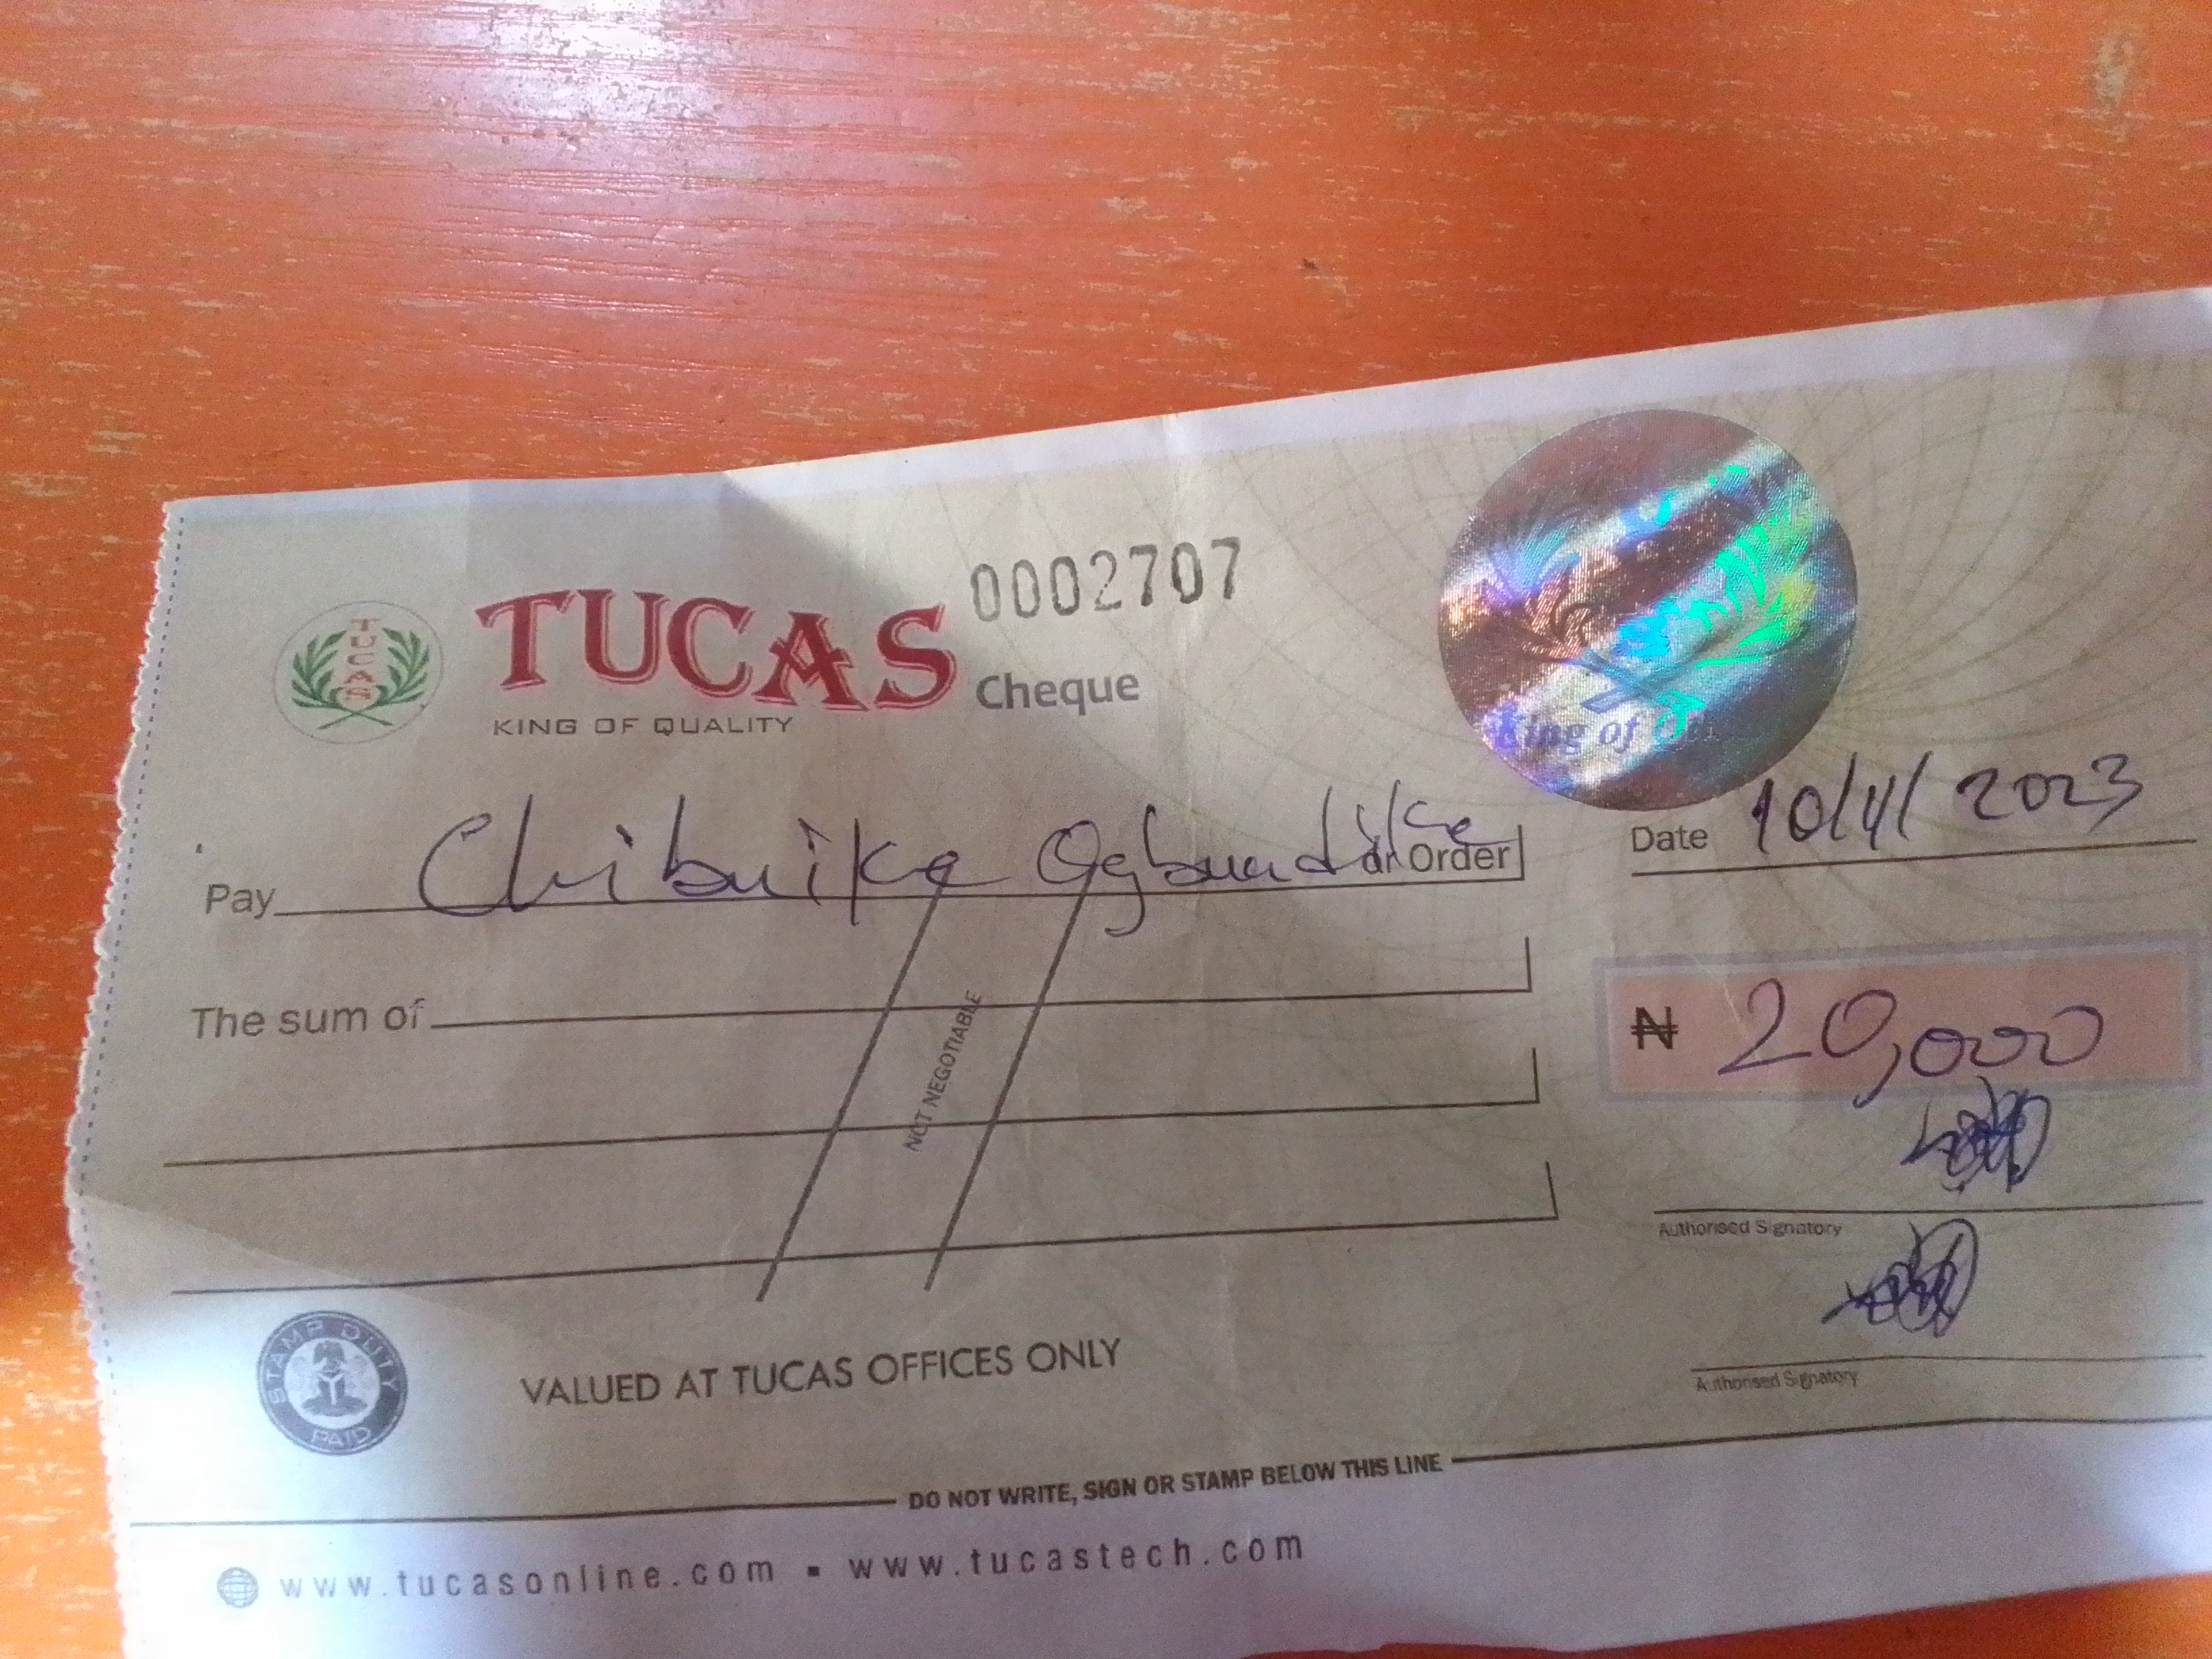 TUCAS
0002707
TUCAS
Cheque
KING OF QUALITY
King of
Pay Chibuike Ogbuadike or Order
Date 10/4/2023
The sum of
₦ 20,000
NOT NEGOTIABLE
Authorised Signatory
Authorised Signatory
STAMP DUTY
PAID
VALUED AT TUCAS OFFICES ONLY
DO NOT WRITE, SIGN OR STAMP BELOW THIS LINE
www.tucasonline.com ▪ www.tucastech.com